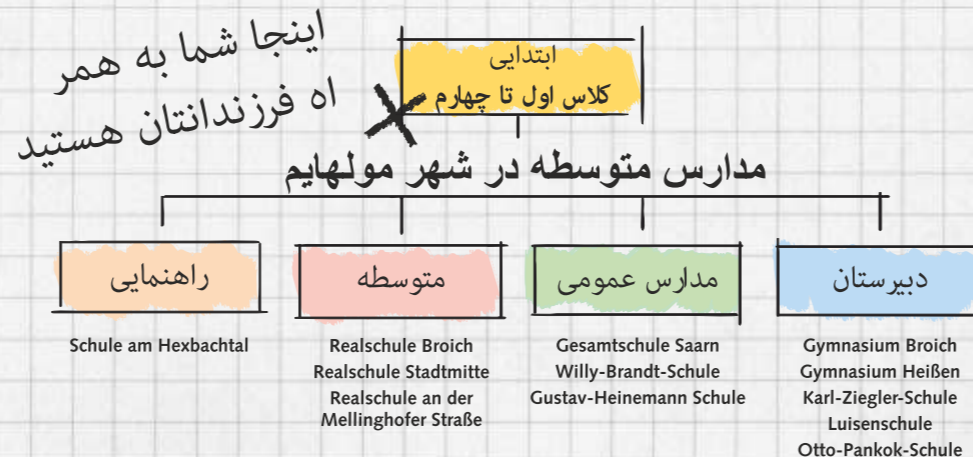 اینجا شما به همر
اه فرزندانتان هستید
ابتدایی
کلاس اول تا چهارم
مدارس متوسطه در شهر مولهایم
دبیرستان
Gymnasium Broich
Gymnasium Heißen
Karl-Ziegler-Schule
Luisenschule
Otto-Pankok-Schule
مدارس عمومی
Gesamtschule Saarn
Willy-Brandt-Schule
Gustav-Heinemann Schule
متوسطه
Realschule Broich
Realschule Stadtmitte
Realschule an der
Mellinghofer Straße
راهنمایی
Schule am Hexbachtal